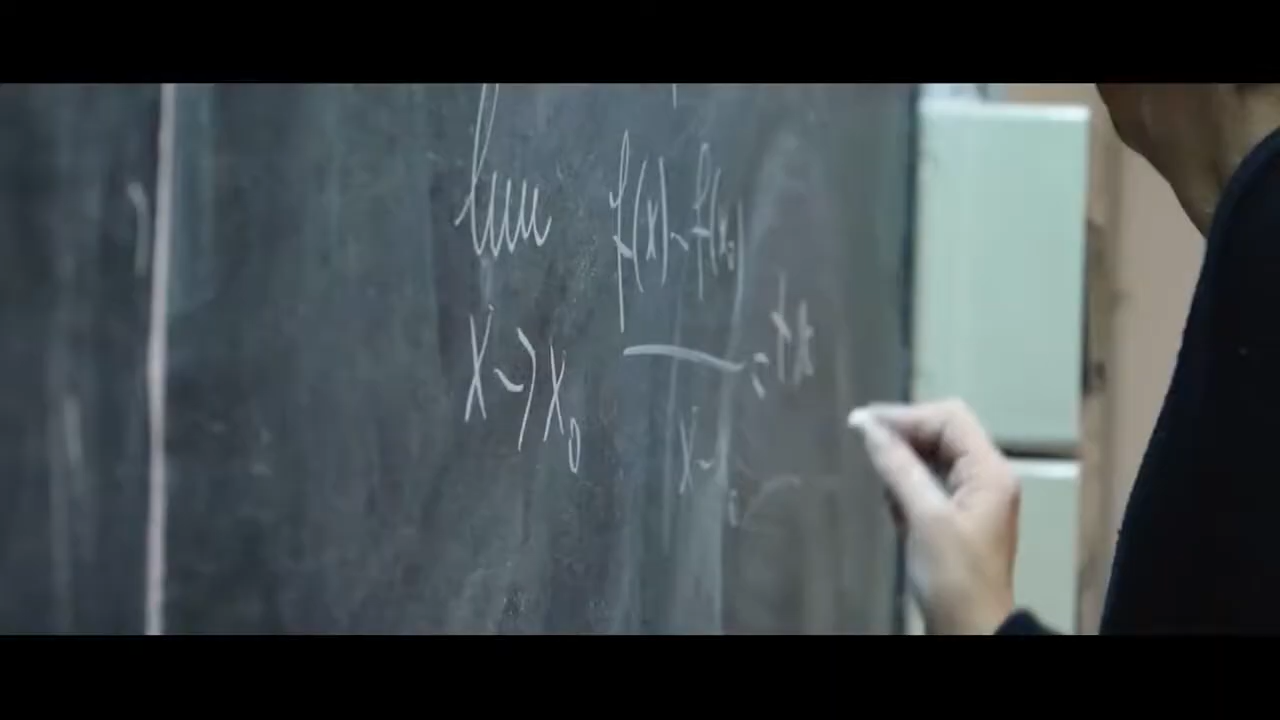 lim f(x) - f(x₀)
x → x₀ x -